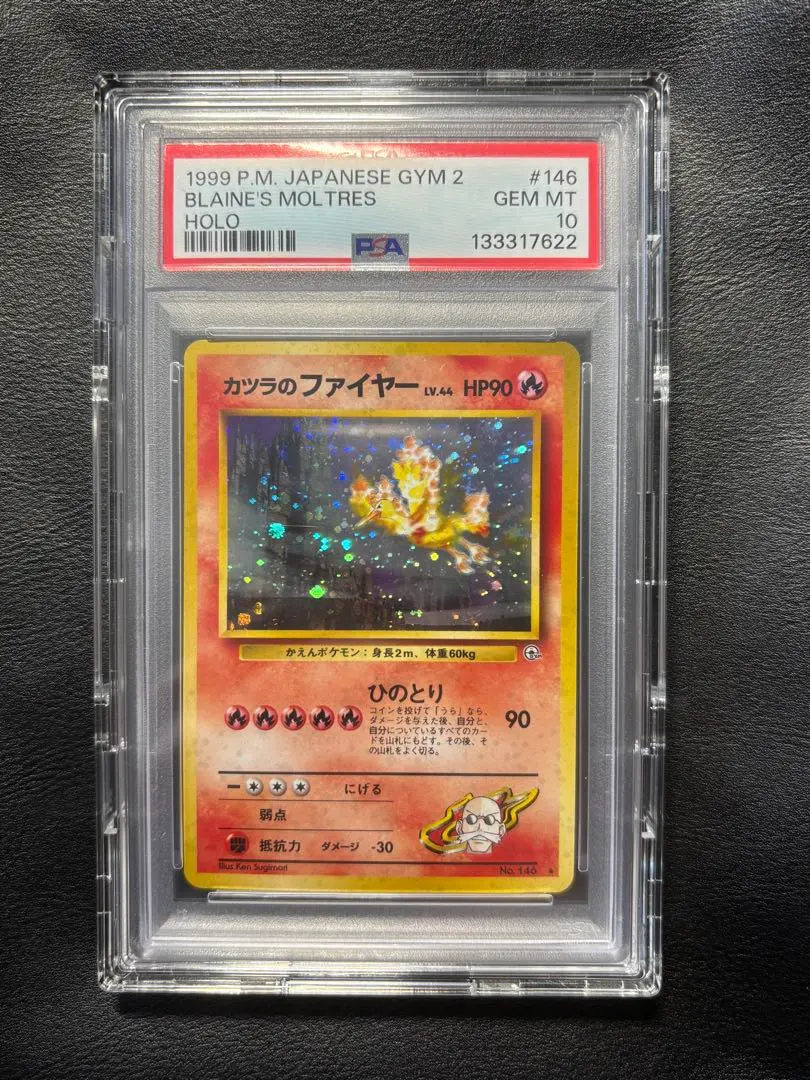 1999 P.M. JAPANESE GYM 2 #146
BLAINE'S MOLTRES GEM MT
HOLO 10
PSA 133317622
カツラのファイヤー LV.44 HP90
かえんポケモン：身長2m、体重60kg
ひのとり
コインを投げて「うら」なら、
ダメージを与えた後、自分と、
自分についているすべてのカー
ドを山札にもどす。その後、そ
の山札をよく切る。
90
にげる
弱点
抵抗力 ダメージ -30
Illus.Ken Sugimori No. 146 ★